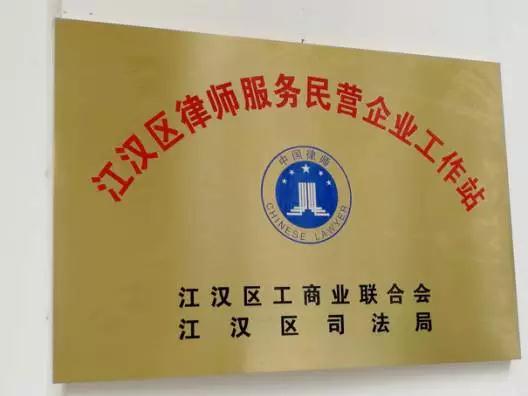 江汉区律师服务民营企业工作站
中国律师
CHINESE LAWYER
江汉区工商业联合会
江汉区司法局